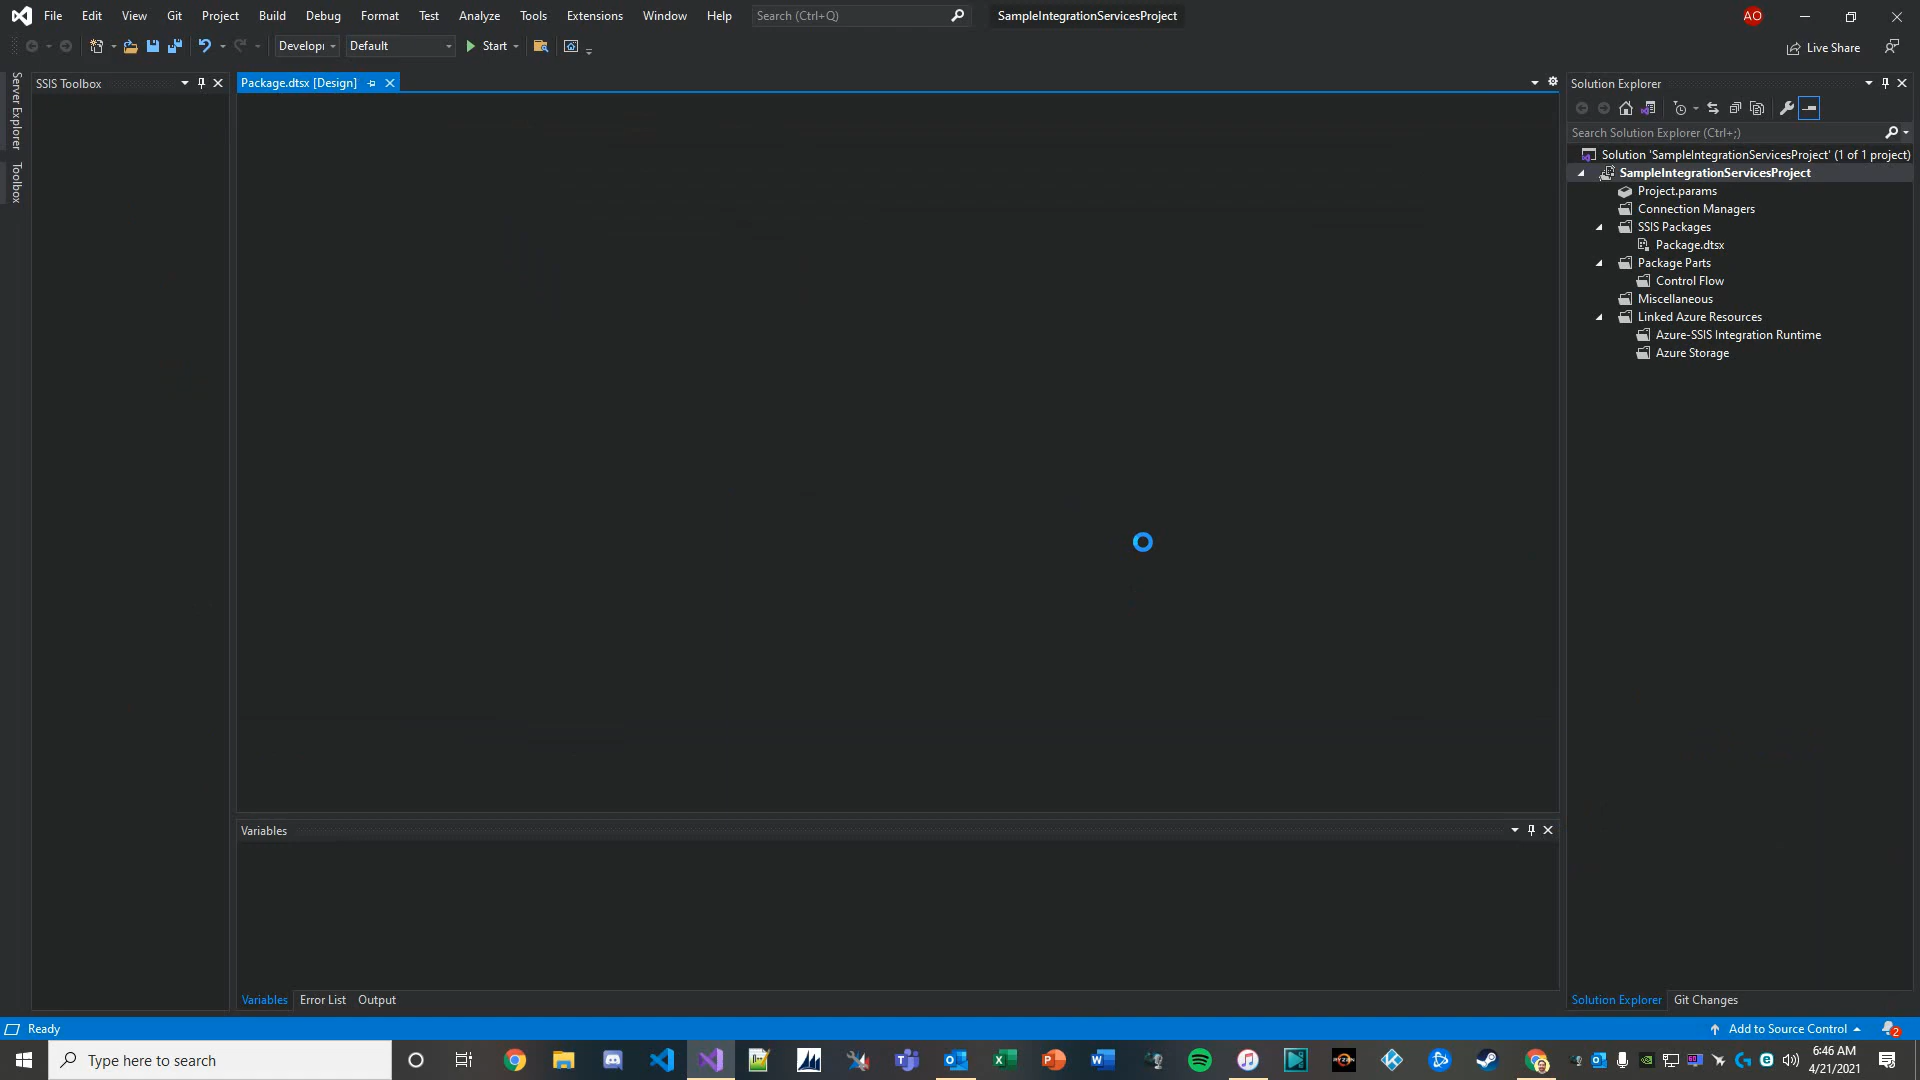 File Edit View Git Project Build Debug Format Test Analyze Tools Extensions Window Help Search (Ctrl+Q) SampleIntegrationServicesProject AO
Developr Default Start Live Share
Server Explorer
Toolbox
SSIS Toolbox
Package.dtsx [Design]
Solution Explorer
Search Solution Explorer (Ctrl+;)
Solution 'SampleIntegrationServicesProject' (1 of 1 project)
SampleIntegrationServicesProject
Project.params
Connection Managers
SSIS Packages
Package.dtsx
Package Parts
Control Flow
Miscellaneous
Linked Azure Resources
Azure-SSIS Integration Runtime
Azure Storage
Variables
Variables Error List Output
Solution Explorer Git Changes
Ready
Add to Source Control 2
Type here to search
6:46 AM
4/21/2021